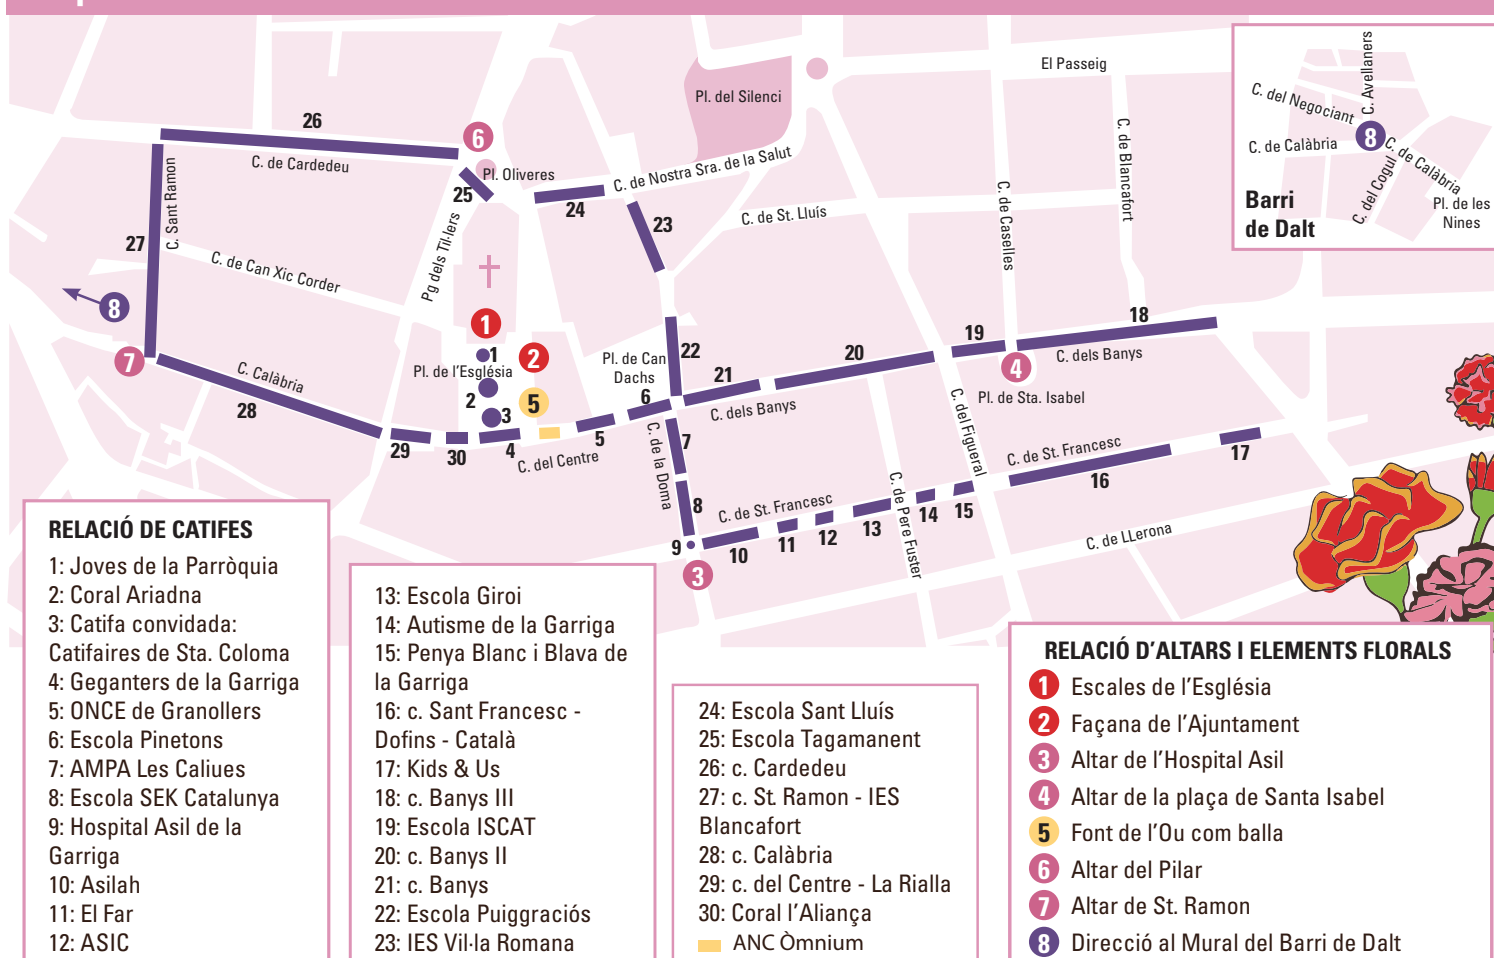 El Passeig
Pl. del Silenci
C. de Blancafort
C. de Caselles
C. de Nostra Sra. de la Salut
C. de St. Lluís
26
C. de Cardedeu
6
Pl. Oliveres
25
24
23
C. Sant Ramon
27
C. de Can Xic Corder
Pg dels Til·lers
8
7
1
1
2
Pl. de l'Església
2
3
5
Pl. de Can
Dachs
22
6
21
20
19
18
C. dels Banys
C. dels Banys
4
Pl. de Sta. Isabel
C. Calàbria
28
29
30
4
5
C. del Centre
C. de la Doma
7
8
9
3
C. de St. Francesc
10
11
12
13
14
15
C. de Pere Fuster
C. del Figueral
C. de St. Francesc
16
17
C. de LLerona
C. Avellaners
C. del Negociant
C. de Calàbria
8
C. de Calàbria
C. del Cogul
Pl. de les
Nines
Barri
de Dalt
RELACIÓ DE CATIFES
1: Joves de la Parròquia
2: Coral Ariadna
3: Catifa convidada:
Catifaires de Sta. Coloma
4: Geganters de la Garriga
5: ONCE de Granollers
6: Escola Pinetons
7: AMPA Les Caliues
8: Escola SEK Catalunya
9: Hospital Asil de la
Garriga
10: Asilah
11: El Far
12: ASIC
13: Escola Giroi
14: Autisme de la Garriga
15: Penya Blanc i Blava de
la Garriga
16: c. Sant Francesc -
Dofins - Català
17: Kids & Us
18: c. Banys III
19: Escola ISCAT
20: c. Banys II
21: c. Banys
22: Escola Puiggraciós
23: IES Vil·la Romana
24: Escola Sant Lluís
25: Escola Tagamanent
26: c. Cardedeu
27: c. St. Ramon - IES
Blancafort
28: c. Calàbria
29: c. del Centre - La Rialla
30: Coral l'Aliança
ANC Òmnium
RELACIÓ D'ALTARS I ELEMENTS FLORALS
1 Escales de l'Església
2 Façana de l'Ajuntament
3 Altar de l'Hospital Asil
4 Altar de la plaça de Santa Isabel
5 Font de l'Ou com balla
6 Altar del Pilar
7 Altar de St. Ramon
8 Direcció al Mural del Barri de Dalt